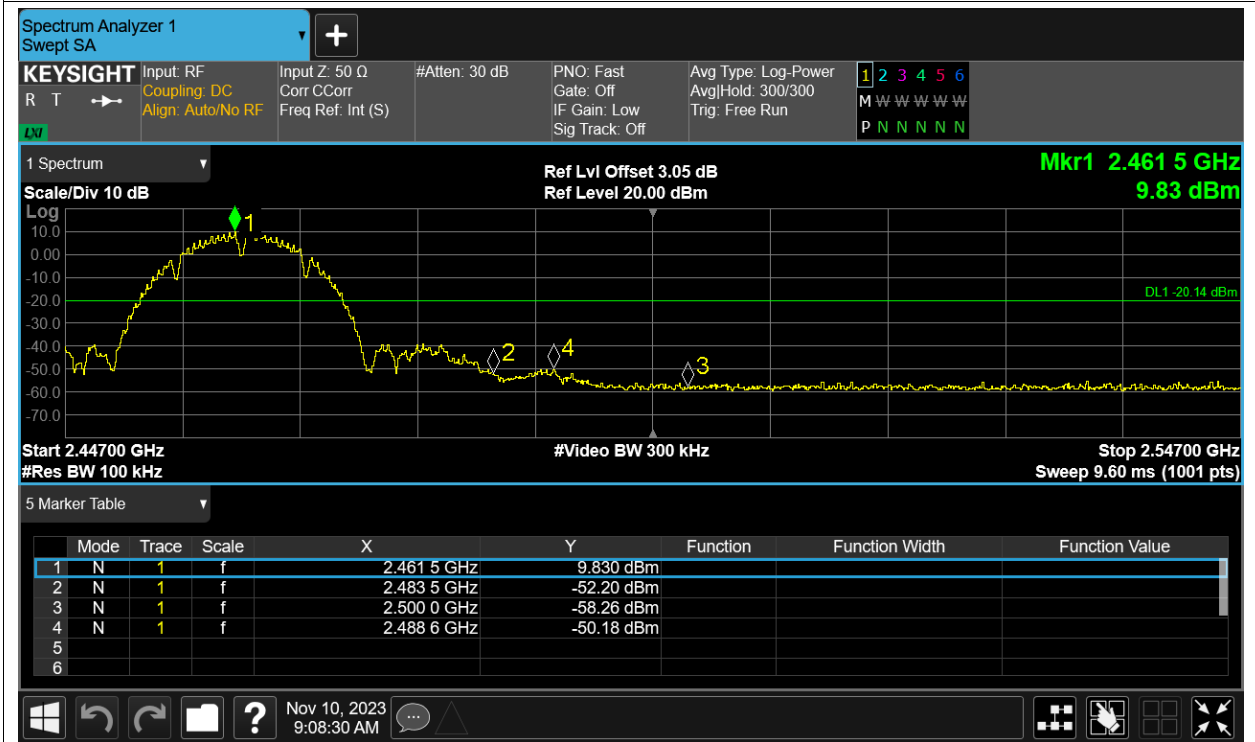 Spectrum Analyzer 1
Swept SA
+
KEYSIGHT
R T
LXI
Input: RF
Coupling: DC
Align: Auto/No RF
Input Z: 50 Ω
Corr CCorr
Freq Ref: Int (S)
#Atten: 30 dB
PNO: Fast
Gate: Off
IF Gain: Low
Sig Track: Off
Avg Type: Log-Power
Avg|Hold: 300/300
Trig: Free Run
1 2 3 4 5 6
M W W W W W
P N N N N N
1 Spectrum
Scale/Div 10 dB
Ref Lvl Offset 3.05 dB
Ref Level 20.00 dBm
Mkr1 2.461 5 GHz
9.83 dBm
Log
10.0
0.00
-10.0
-20.0
-30.0
-40.0
-50.0
-60.0
-70.0
1
2
4
3
DL1 -20.14 dBm
Start 2.44700 GHz
#Video BW 300 kHz
Stop 2.54700 GHz
#Res BW 100 kHz
Sweep 9.60 ms (1001 pts)
5 Marker Table
Mode Trace Scale X Y Function Function Width Function Value
1 N 1 f 2.461 5 GHz 9.830 dBm
2 N 1 f 2.483 5 GHz -52.20 dBm
3 N 1 f 2.500 0 GHz -58.26 dBm
4 N 1 f 2.488 6 GHz -50.18 dBm
5
6
?
Nov 10, 2023
9:08:30 AM